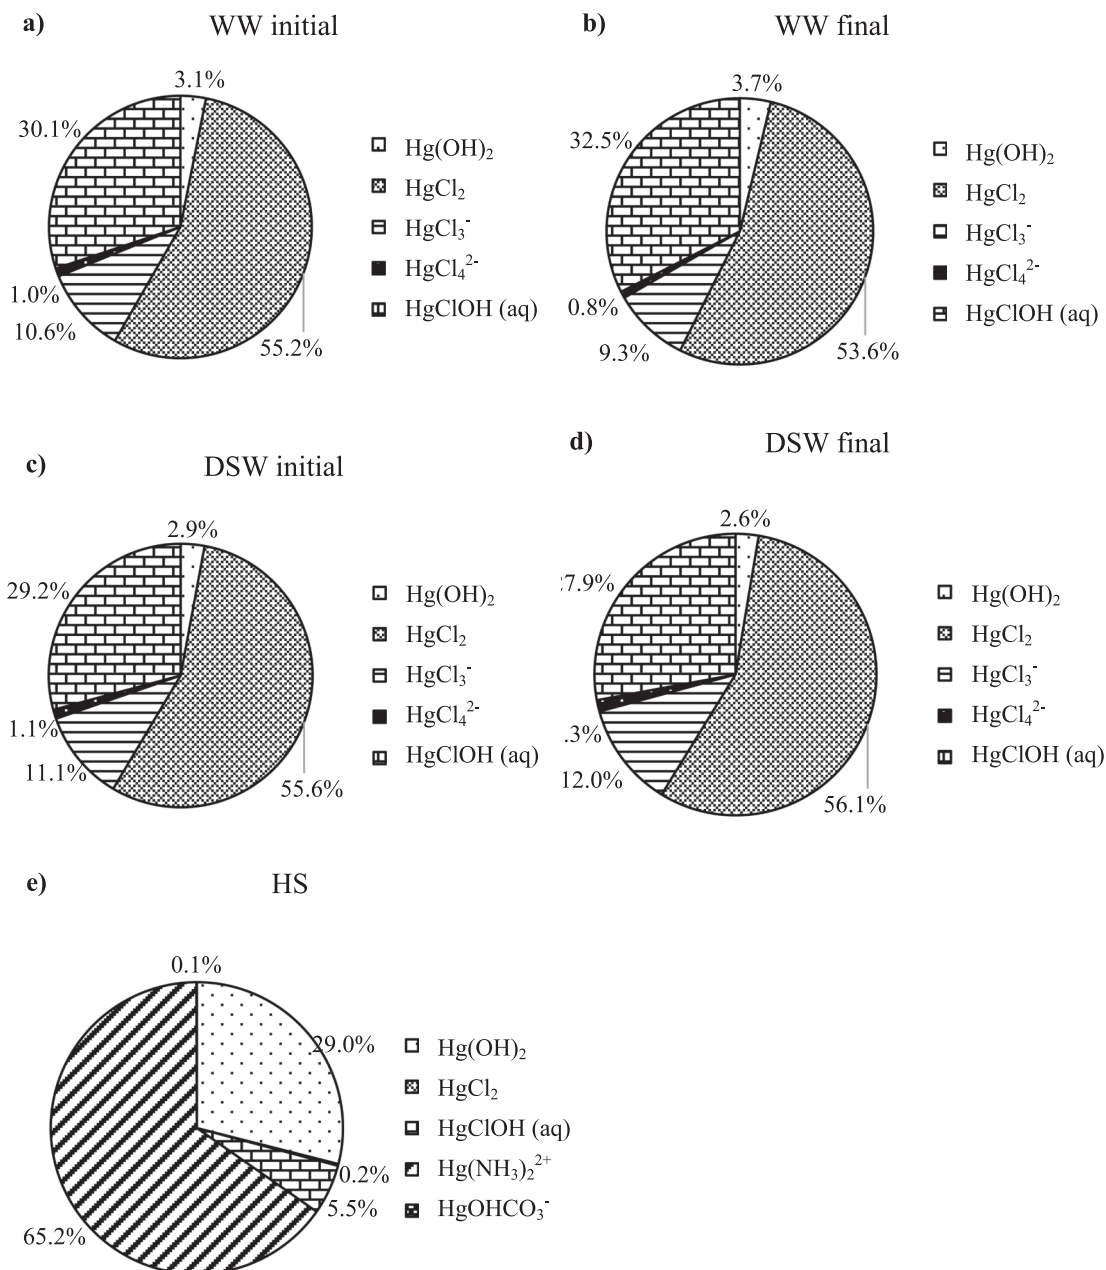 a) WW initial
3.1%
30.1%
1.0%
10.6%
55.2%
Hg(OH)₂
HgCl₂
HgCl₃⁻
HgCl₄²⁻
HgClOH (aq)
b) WW final
3.7%
32.5%
0.8%
9.3%
53.6%
Hg(OH)₂
HgCl₂
HgCl₃⁻
HgCl₄²⁻
HgClOH (aq)
c) DSW initial
2.9%
29.2%
1.1%
11.1%
55.6%
Hg(OH)₂
HgCl₂
HgCl₃⁻
HgCl₄²⁻
HgClOH (aq)
d) DSW final
2.6%
7.9%
.3%
12.0%
56.1%
Hg(OH)₂
HgCl₂
HgCl₃⁻
HgCl₄²⁻
HgClOH (aq)
e) HS
0.1%
29.0%
0.2%
5.5%
65.2%
Hg(OH)₂
HgCl₂
HgClOH (aq)
Hg(NH₃)₂²⁺
HgOHCO₃⁻